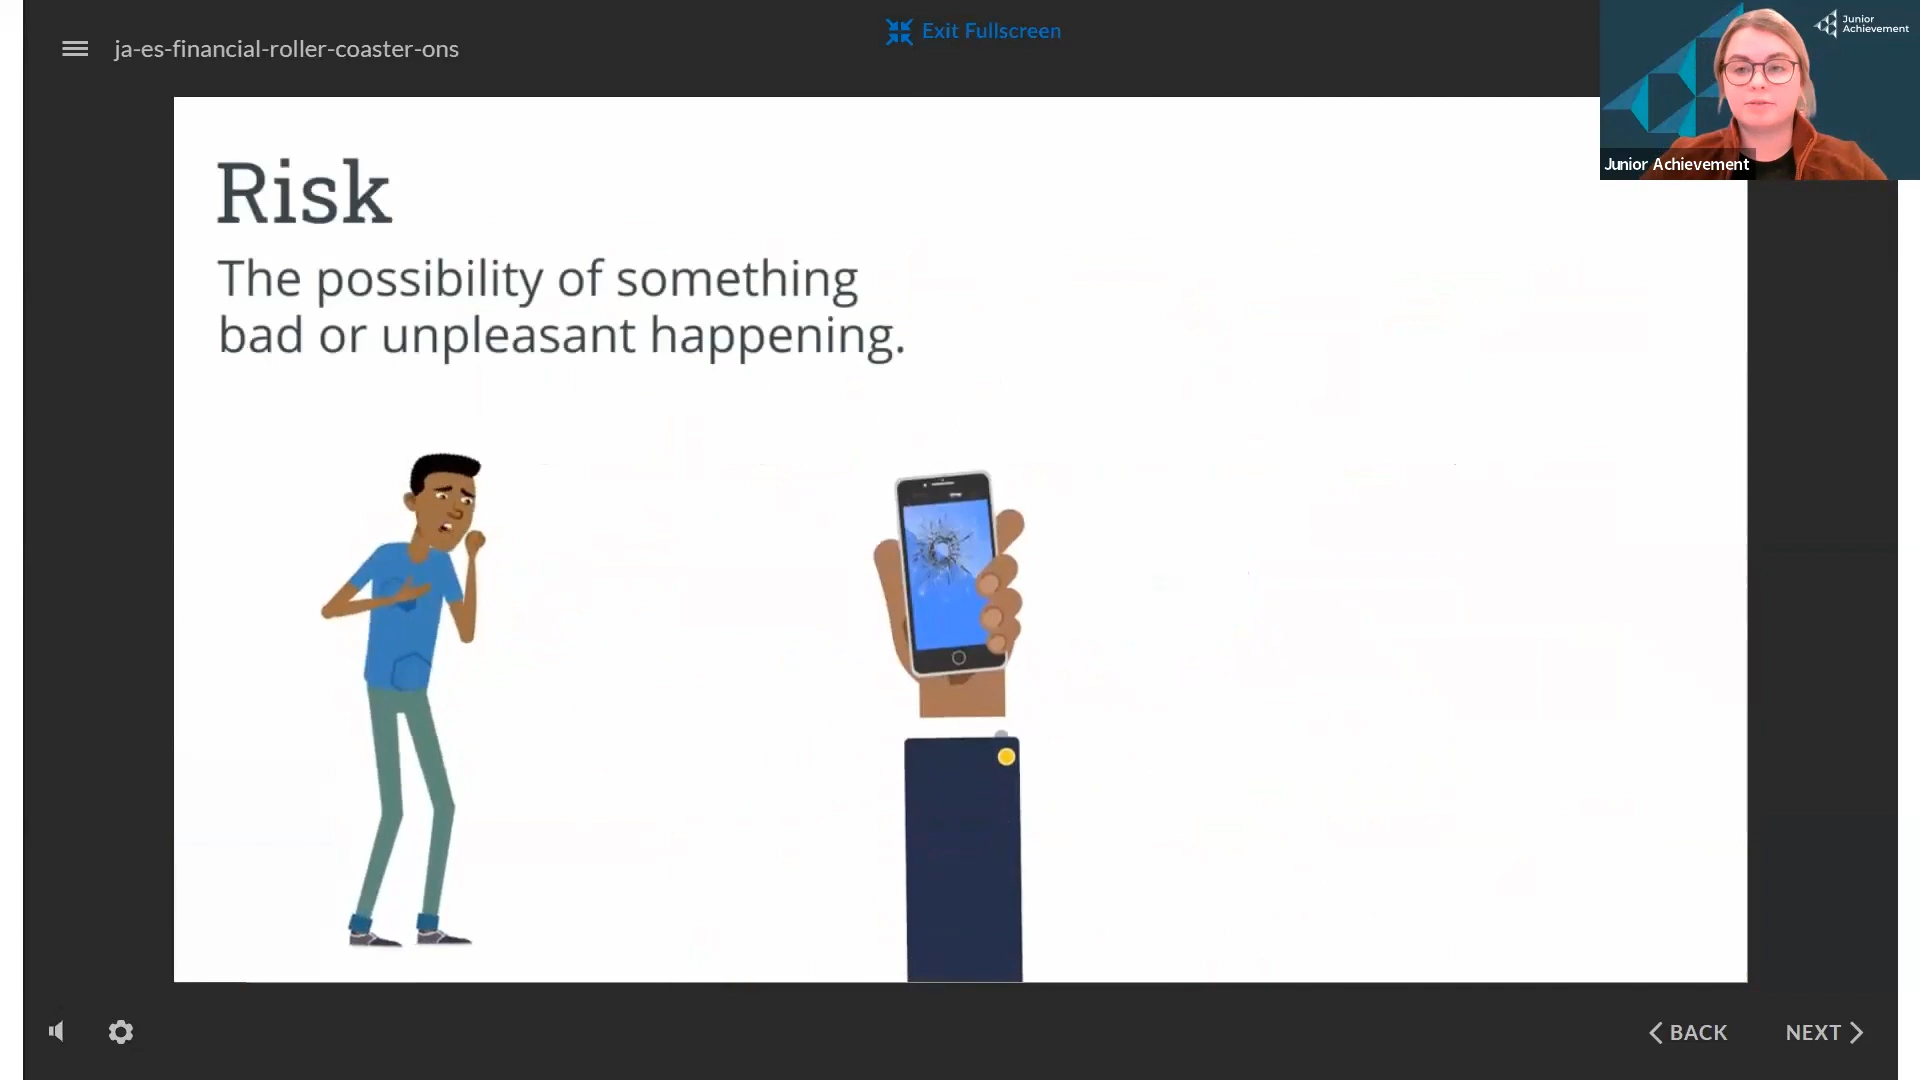 ja-es-financial-roller-coaster-ons
Exit Fullscreen
Junior
Achievement
Junior Achievement
Risk
The possibility of something
bad or unpleasant happening.
BACK
NEXT